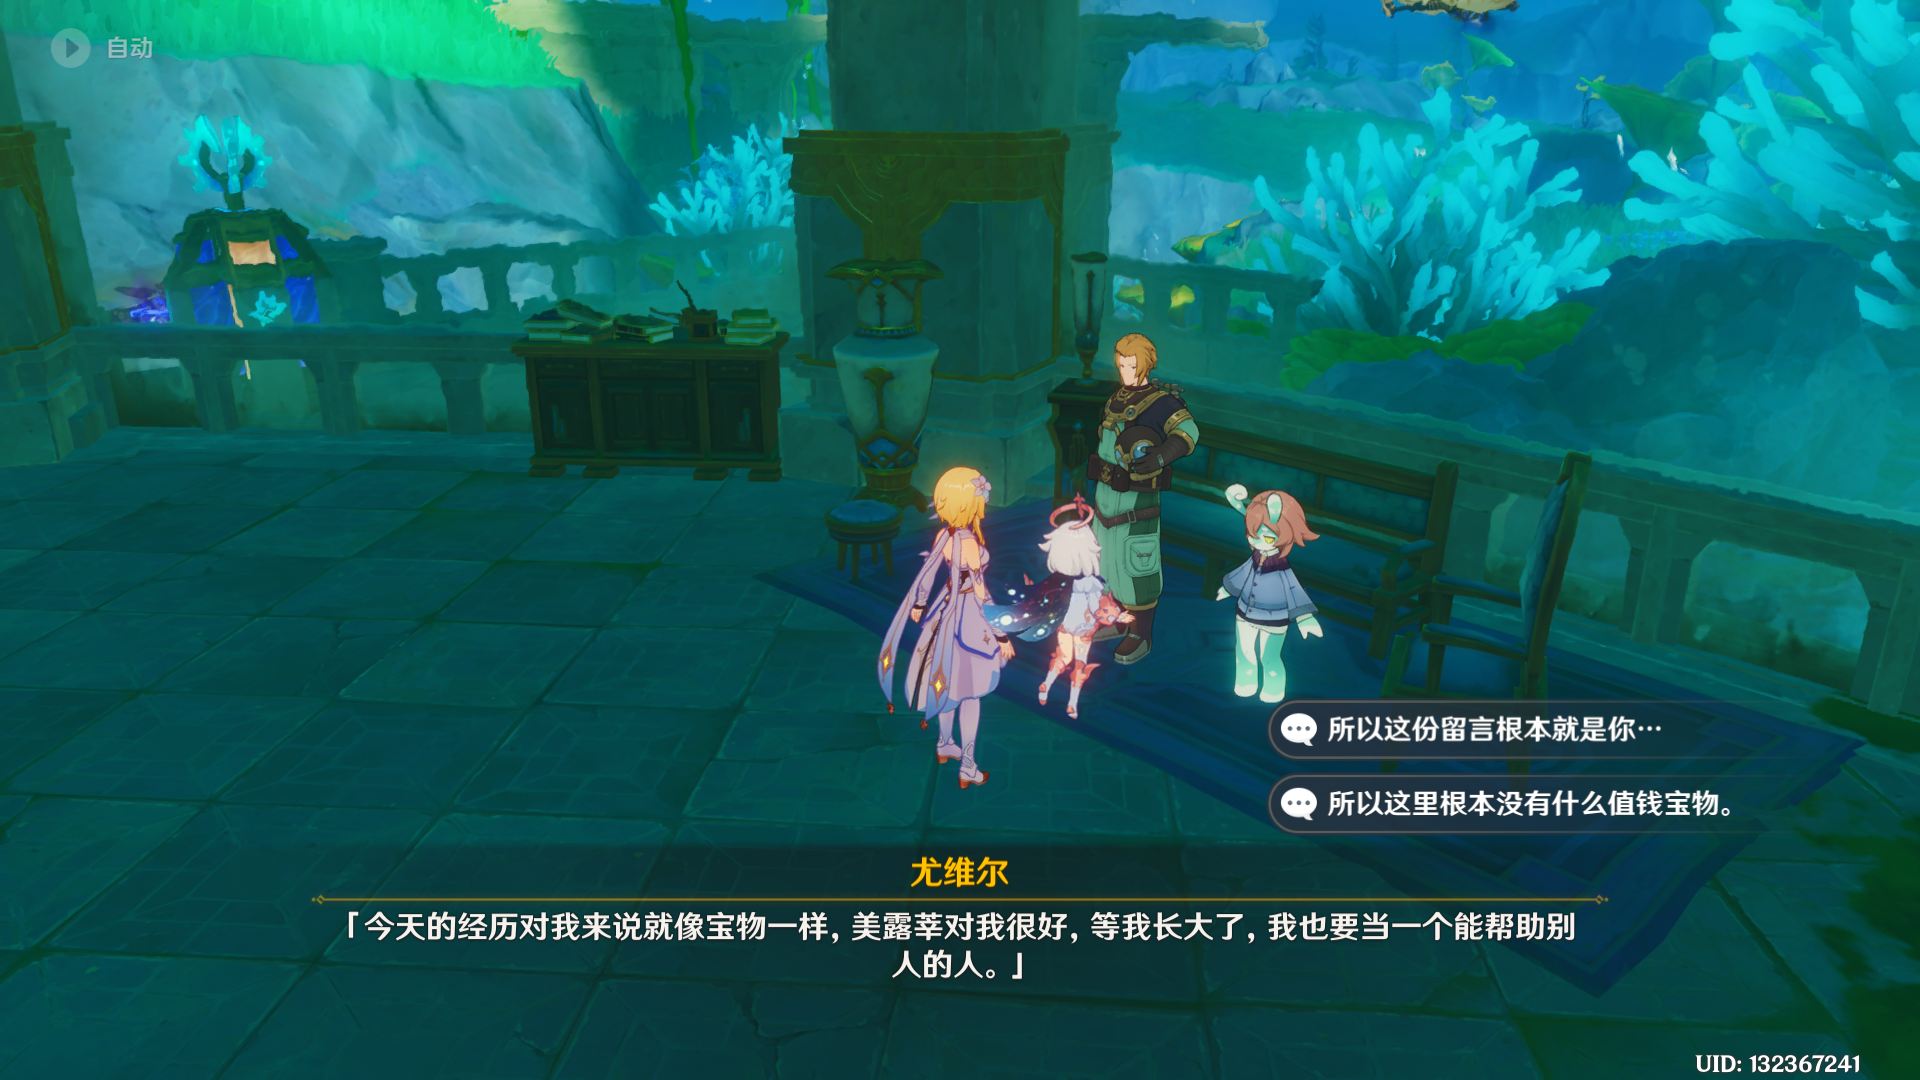 自动
所以这份留言根本就是你…
所以这里根本没有什么值钱宝物。
尤维尔
「今天的经历对我来说就像宝物一样，美露莘对我很好，等我长大了，我也要当一个能帮助别
人的人。」
UID: 132367241